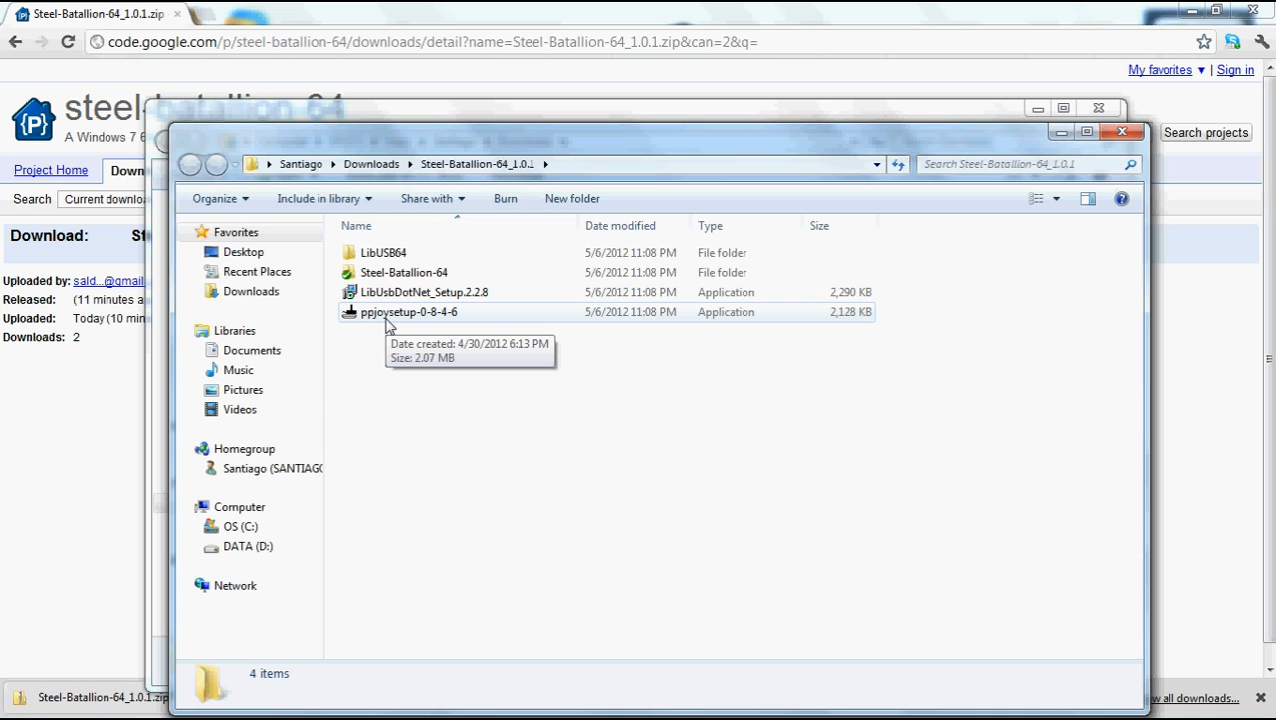 Steel-Batallion-64_1.0.1.zip
code.google.com/p/steel-batallion-64/downloads/detail?name=Steel-Batallion-64_1.0.1.zip&can=2&q=
My favorites ▼ | Sign in
steel-batallion-64
A Windows 7 6
Search projects
Santiago Downloads Steel-Batallion-64_1.0.1
Search Steel-Batallion-64_1.0.1
Project Home Down
Search Current downlo
Organize Include in library Share with Burn New folder
Name Date modified Type Size
Download: St
Uploaded by: sald...@gmail
Released: (11 minutes a
Uploaded: Today (10 min
Downloads: 2
Favorites
Desktop
Recent Places
Downloads
Libraries
Documents
Music
Pictures
Videos
Homegroup
Santiago (SANTIAGO
Computer
OS (C:)
DATA (D:)
Network
LibUSB64 5/6/2012 11:08 PM File folder
Steel-Batallion-64 5/6/2012 11:08 PM File folder
LibUsbDotNet_Setup.2.2.8 5/6/2012 11:08 PM Application 2,290 KB
ppjoysetup-0-8-4-6 5/6/2012 11:08 PM Application 2,128 KB
Date created: 4/30/2012 6:13 PM
Size: 2.07 MB
4 items
Steel-Batallion-64_1.0.1.zip
w all downloads...